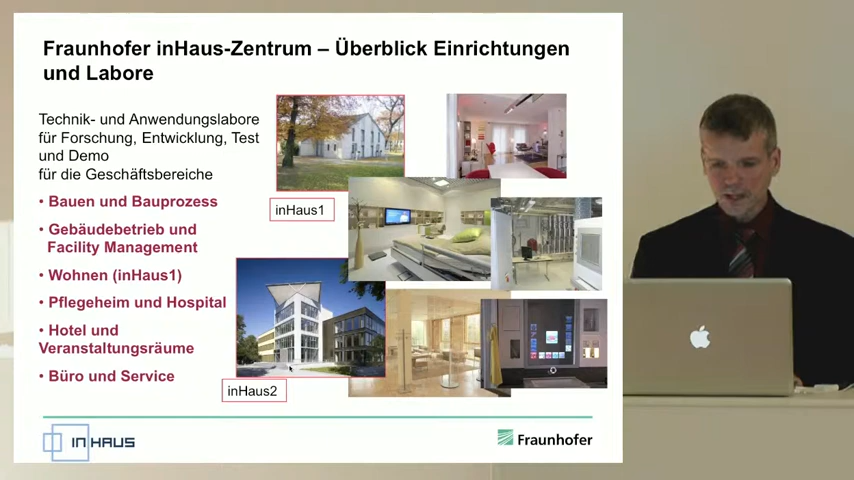 Fraunhofer inHaus-Zentrum – Überblick Einrichtungen
und Labore
Technik- und Anwendungslabore
für Forschung, Entwicklung, Test
und Demo
für die Geschäftsbereiche
• Bauen und Bauprozess
• Gebäudebetrieb und
Facility Management
• Wohnen (inHaus1)
• Pflegeheim und Hospital
• Hotel und
Veranstaltungsräume
• Büro und Service
inHaus1
inHaus2
INHAUS
Fraunhofer